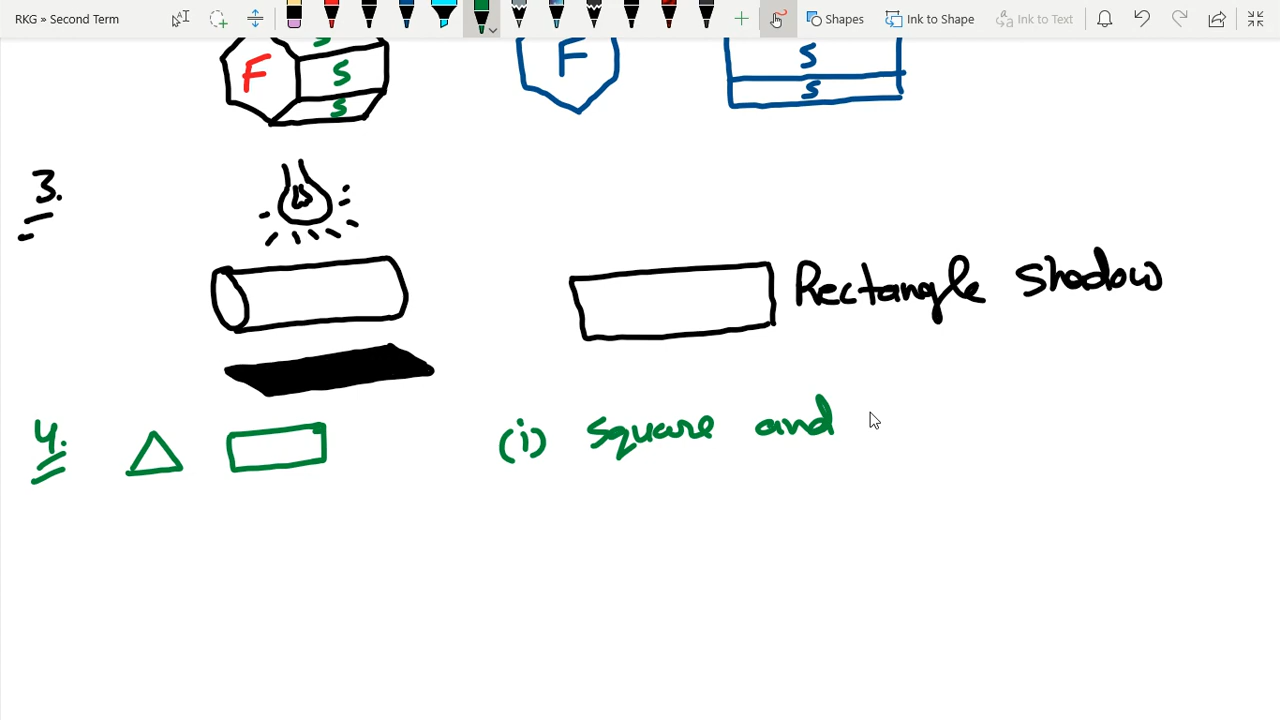 RKG » Second Term
Shapes
Ink to Shape
Ink to Text
S
F
S
S
F
S
S
3.
Rectangle Shadow
4.
(i) Square and